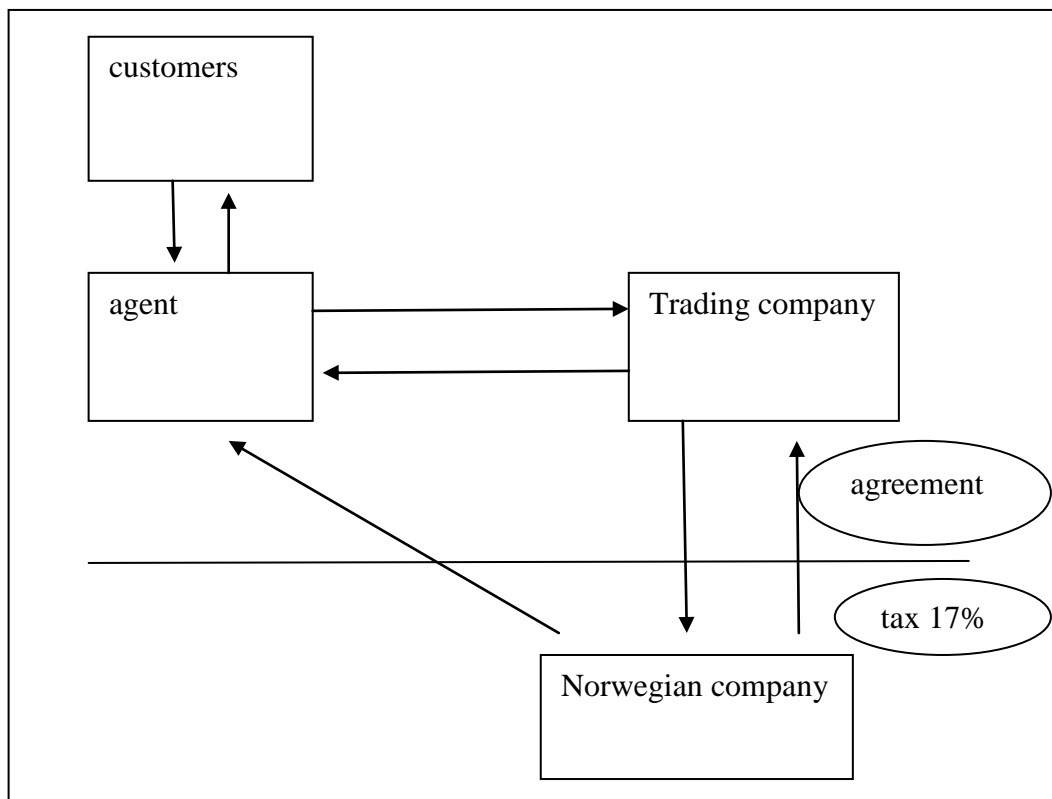 customers
agent
Trading company
agreement
tax 17%
Norwegian company